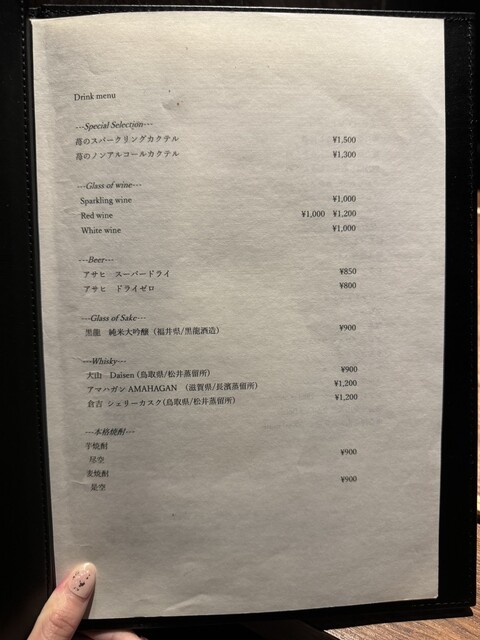 Drink menu
---Special Selection---
苺のスパークリングカクテル ¥1,500
苺のノンアルコールカクテル ¥1,300
---Glass of wine---
Sparkling wine ¥1,000
Red wine ¥1,000 ¥1,200
White wine ¥1,000
---Beer---
アサヒ スーパードライ ¥850
アサヒ ドライゼロ ¥800
---Glass of Sake---
黒龍 純米大吟醸（福井県/黒龍酒造） ¥900
---Whisky---
大山 Daisen (鳥取県/松井蒸留所) ¥900
アマハガン AMAHAGAN （滋賀県/長濱蒸留所） ¥1,200
倉吉 シェリーカスク(鳥取県/松井蒸留所) ¥1,200
---本格焼酎---
芋焼酎
尽空 ¥900
麦焼酎
是空 ¥900